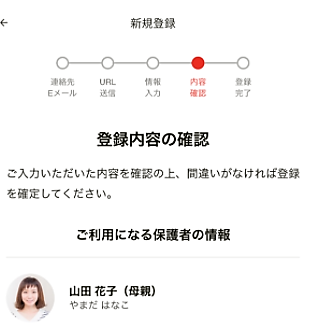 ←
新規登録
連絡先 URL 情報 内容 登録
Eメール 送信 入力 確認 完了
登録内容の確認
ご入力いただいた内容を確認の上、間違いがなければ登録
を確定してください。
ご利用になる保護者の情報
山田 花子（母親）
やまだ はなこ